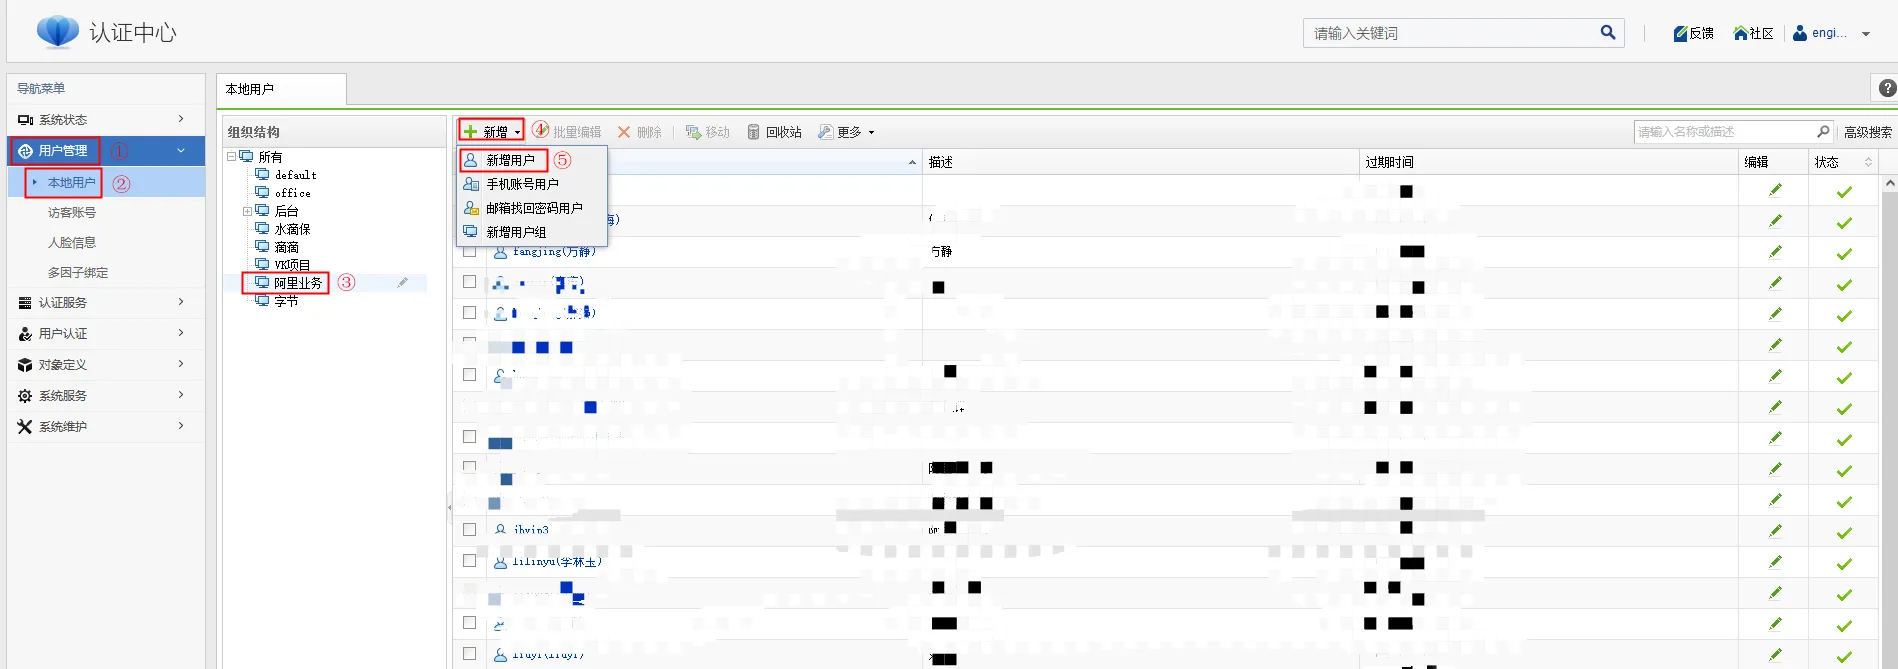 认证中心
请输入关键词
反馈
社区
engi...
导航菜单
系统状态
用户管理 ①
本地用户 ②
访客账号
人脸信息
多因子绑定
认证服务
用户认证
对象定义
系统服务
系统维护
本地用户
组织结构
所有
default
office
后台
水滴保
滴滴
VK项目
阿里业务 ③
字节
新增 ④ 批量编辑 删除 移动 回收站 更多
请输入名称或描述
高级搜索
新增用户 ⑤
手机账号用户
邮箱找回密码用户
新增用户组
描述 过期时间 编辑 状态
fangjing(方静) 方静
jhvip3
lilinyu(李林玉)
liuyi(liuyi)